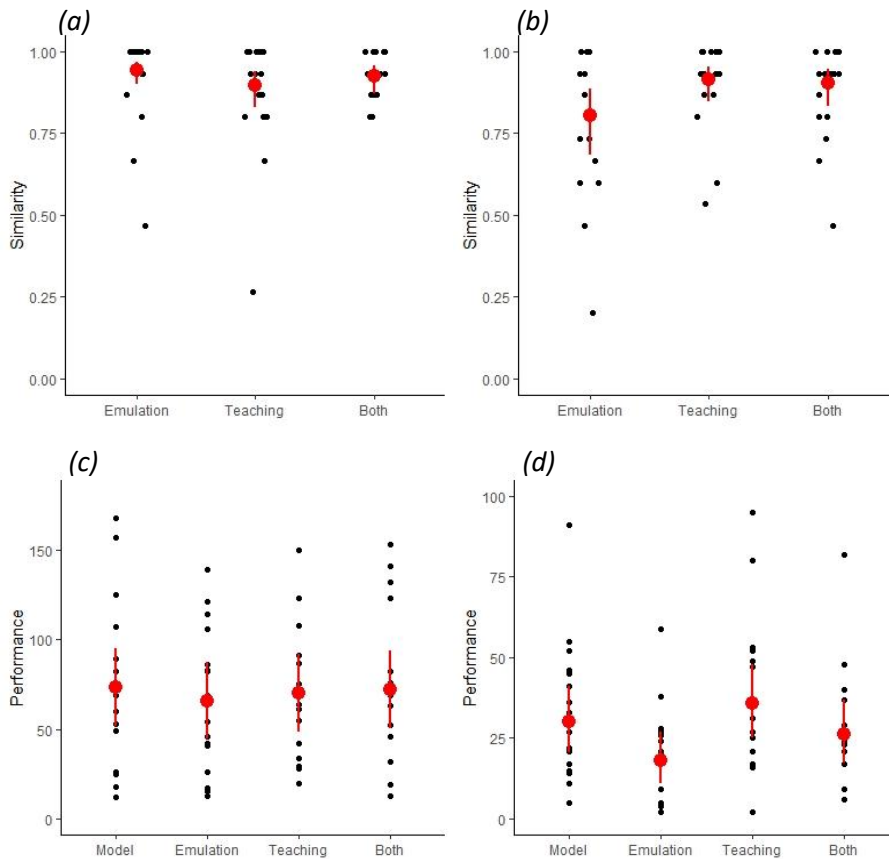 (a)
1.00
0.75
0.50
0.25
0.00
Similarity
Emulation Teaching Both
(b)
1.00
0.75
0.50
0.25
0.00
Similarity
Emulation Teaching Both
(c)
150
100
50
0
Performance
Model Emulation Teaching Both
(d)
100
75
50
25
0
Performance
Model Emulation Teaching Both